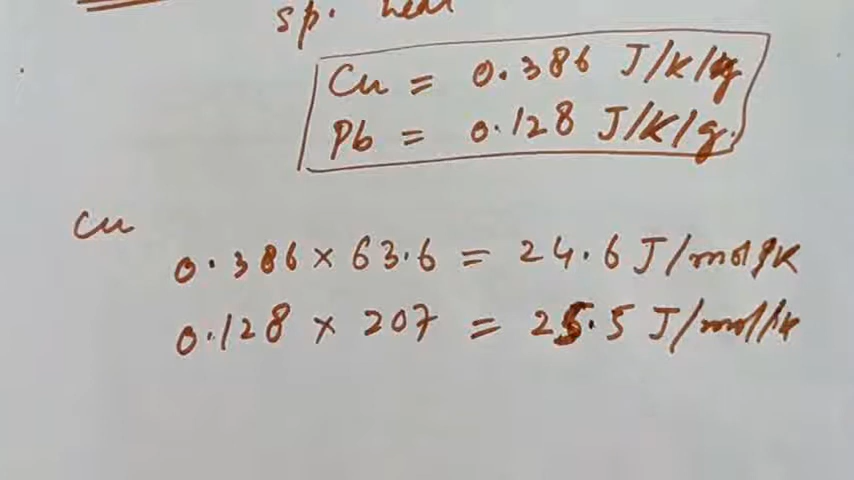 sp. heat
Cu = 0.386 J/K/g
Pb = 0.128 J/K/g.
Cu
0.386 × 63.6 = 24.6 J/mol/K
0.128 × 207 = 25.5 J/mol/K